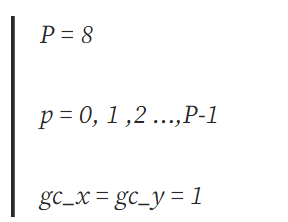 P = 8
p = 0, 1 ,2 …,P-1
gc_x = gc_y = 1